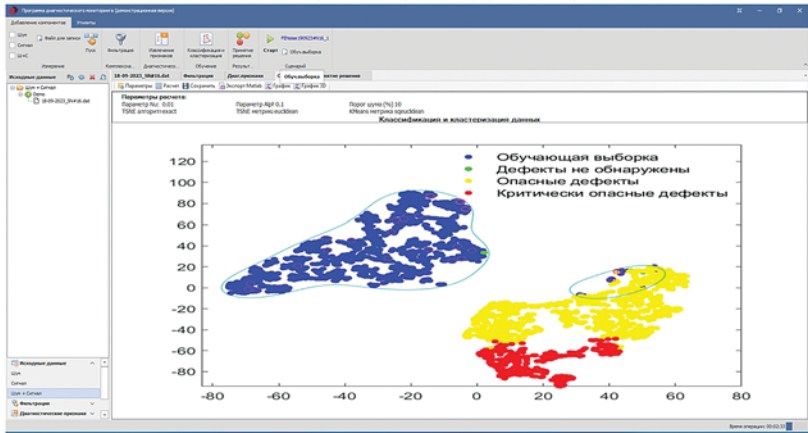 Программа диагностического мониторинга (демонстрационная версия)
Добавление компонентов Утилиты
Шум
Сигнал
Ш+С
Файл для записи
Пуск
Фильтрация
Извлечение признаков
Классификация и кластеризация
Принятие решения
Старт
Обуч.выборка
Измерение
Обучение
Результ...
Сценарий
Исходные данные
18-09-2023_0\4\16.dat
Фильтрация
Диагс.признаки
Обуч.выборка
Параметры Расчет Сохранить Экспорт Matlab График График 3D
Шум + Сигнал
Demo
Параметры расчета:
Параметр Nu: 0.01 Параметр Alpf 0.1 Порог шума (%) 10
TSNE алгоритм exact TSNE метрика euclidean KMeans метрика sqeuclidean
Классификация и кластеризация данных
Обучающая выборка
Дефекты не обнаружены
Опасные дефекты
Критически опасные дефекты
120
100
80
60
40
20
0
-20
-40
-60
-80
-80 -60 -40 -20 0 20 40 60 80
Исходные данные
Шум
Сигнал
Шум + Сигнал
Фильтрация
Диагностические признаки
Время операции: 00:02:33